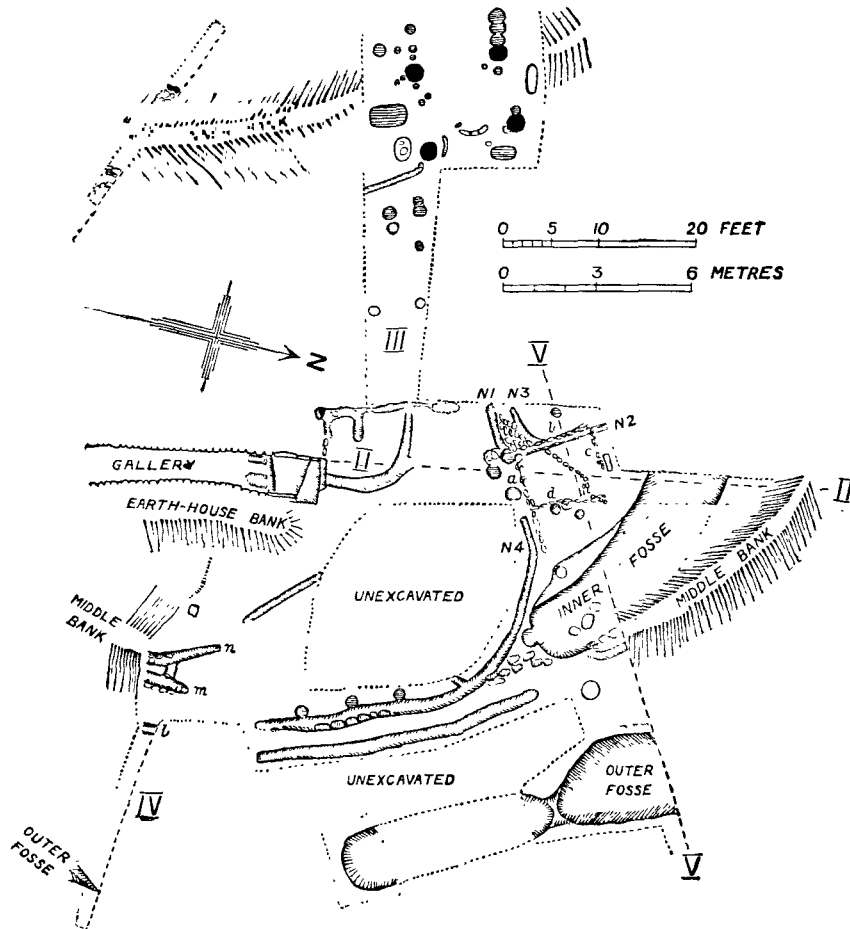 K
0 5 10 20 FEET
0 3 6 METRES
N
III
V
N1 N3
b
N2
II
c
GALLERY
a
d
II
EARTH-HOUSE BANK
N4
INNER FOSSE
MIDDLE BANK
UNEXCAVATED
MIDDLE
BANK
n
m
l
UNEXCAVATED
OUTER
FOSSE
IV
OUTER
FOSSE
V